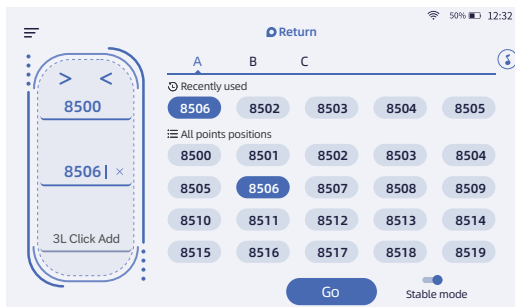 50% 12:32
Return
A B C
Recently used
8506 8502 8503 8504 8505
All points positions
8500 8501 8502 8503 8504
8505 8506 8507 8508 8509
8510 8511 8512 8513 8514
8515 8516 8517 8518 8519
Go
Stable mode
> <
8500
8506 ×
3L Click Add